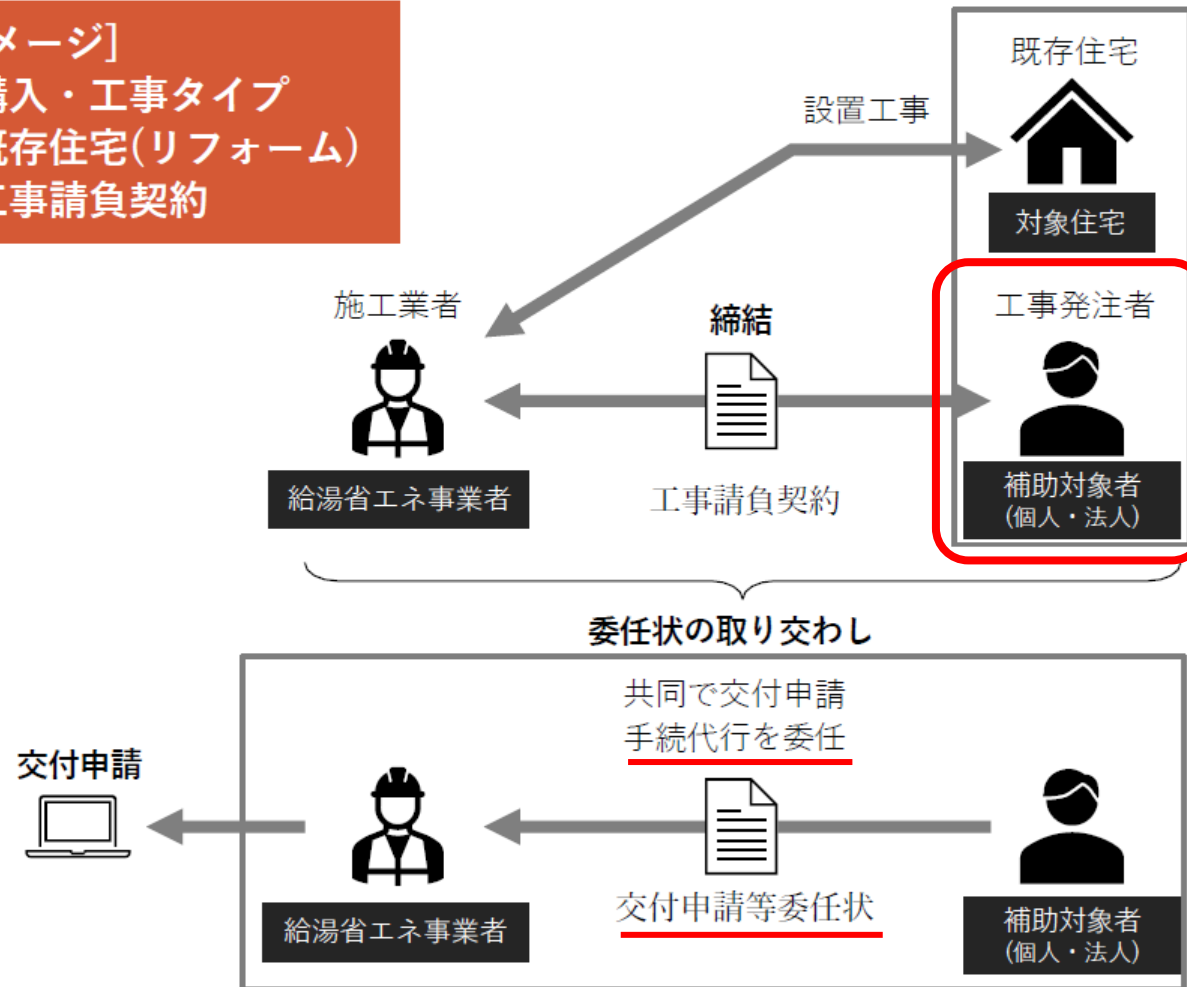 メージ]
購入・工事タイプ
既存住宅(リフォーム)
工事請負契約
既存住宅
設置工事
対象住宅
施工業者
締結
工事発注者
給湯省エネ事業者
工事請負契約
補助対象者
(個人・法人)
委任状の取り交わし
共同で交付申請
手続代行を委任
交付申請
交付申請等委任状
給湯省エネ事業者
補助対象者
(個人・法人)